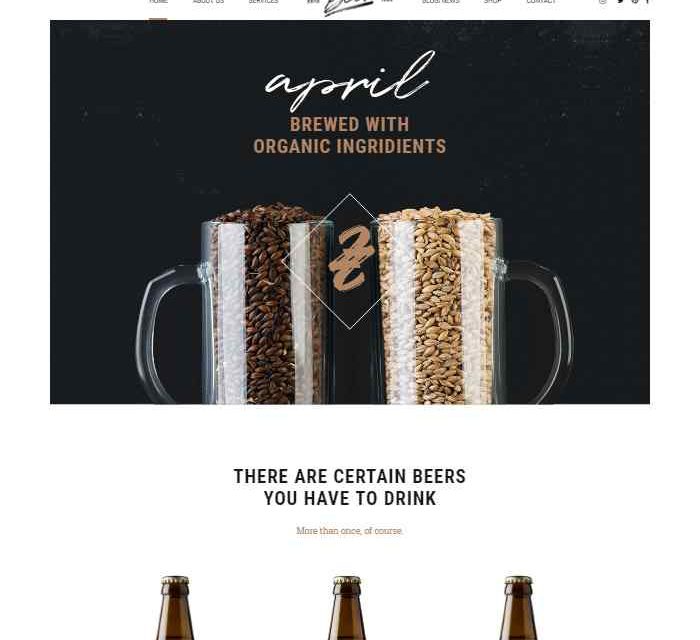 HOME ABOUT US SERVICES BLOG/NEWS SHOP CONTACT
april
BREWED WITH
ORGANIC INGRIDIENTS
THERE ARE CERTAIN BEERS
YOU HAVE TO DRINK
More than once, of course.